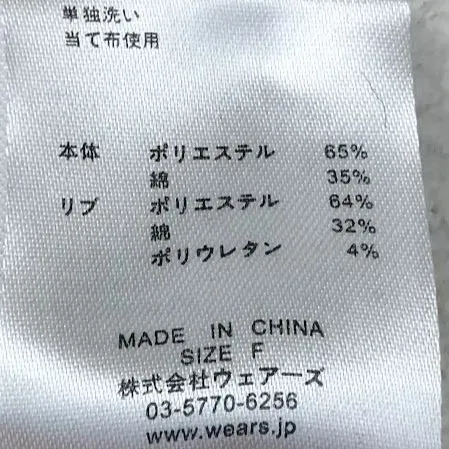 単独洗い
当て布使用
本体 ポリエステル 65%
綿 35%
リブ ポリエステル 64%
綿 32%
ポリウレタン 4%
MADE IN CHINA
SIZE F
株式会社ウェアーズ
03-5770-6256
www.wears.jp